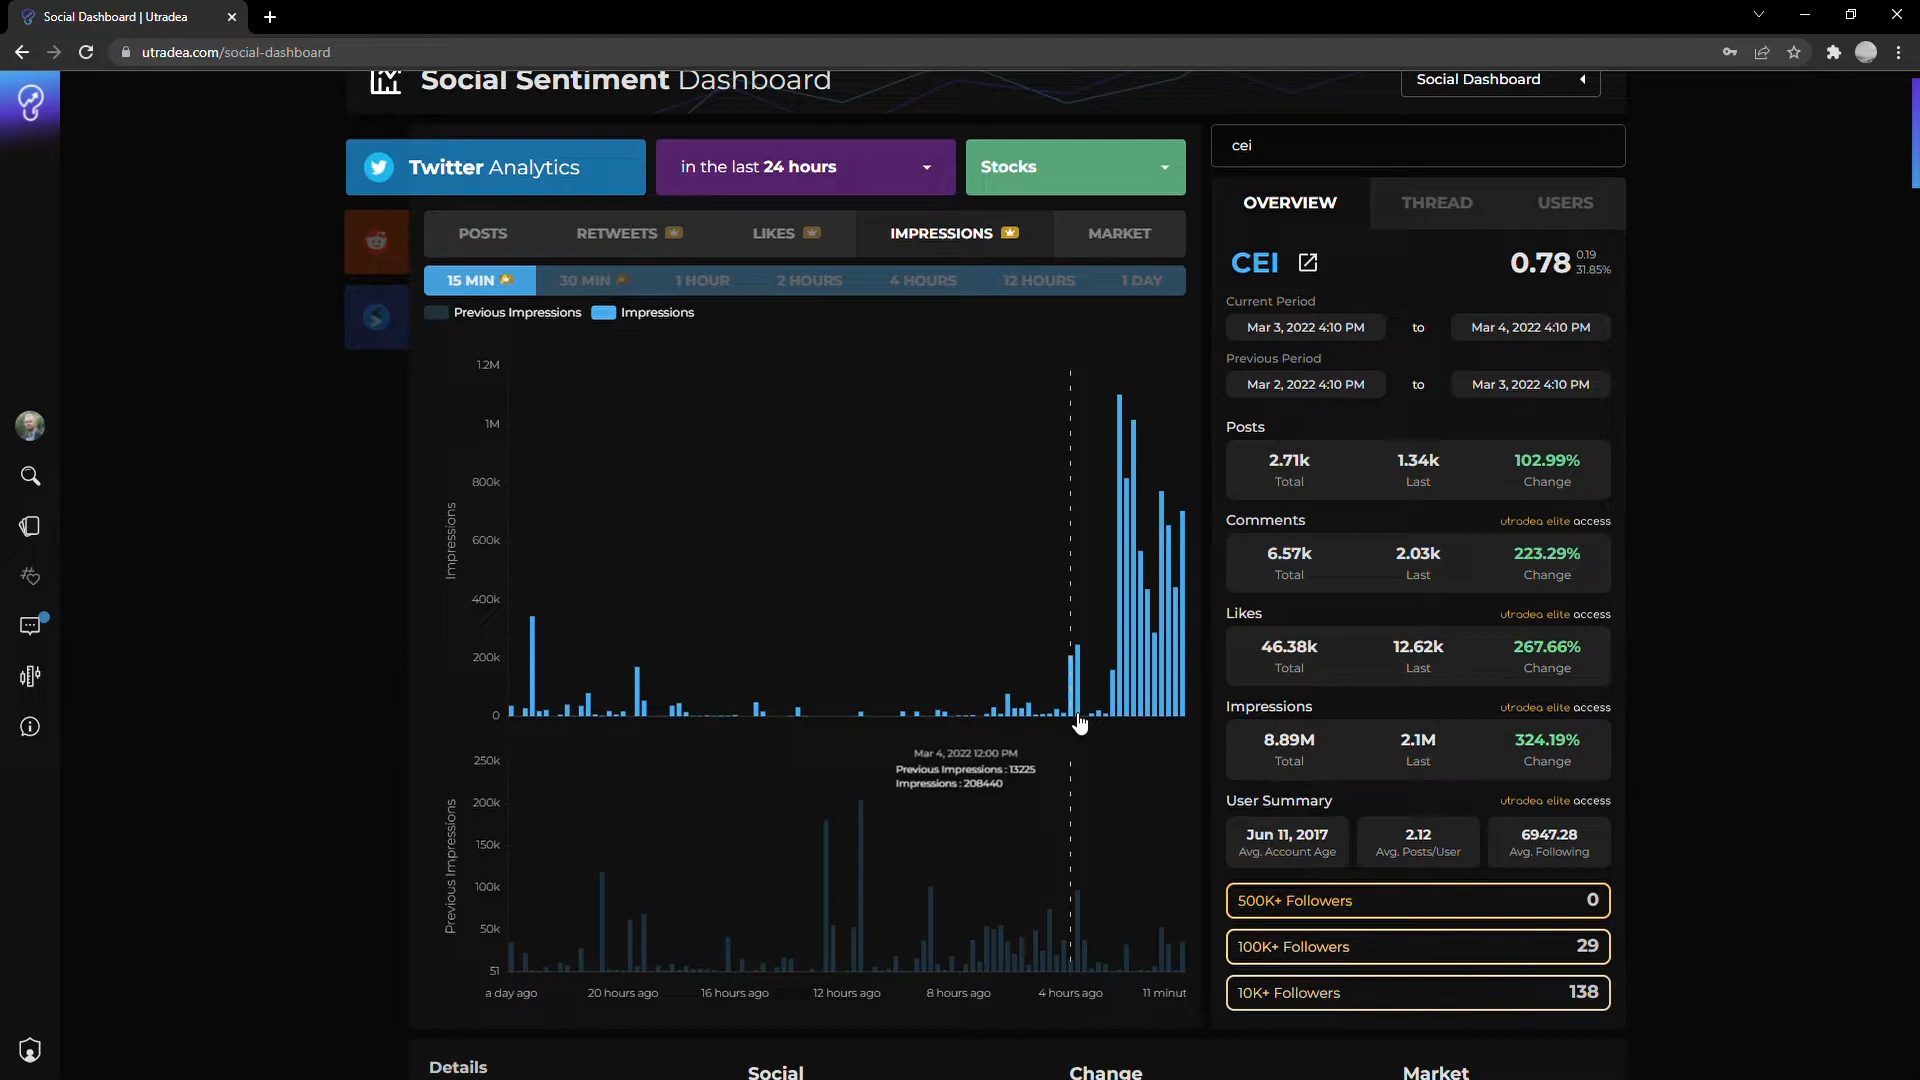 Social Dashboard | Utradea
utradea.com/social-dashboard
Social Sentiment Dashboard
Social Dashboard
Twitter Analytics
in the last 24 hours
Stocks
cei
POSTS RETWEETS LIKES IMPRESSIONS MARKET
15 MIN 30 MIN 1 HOUR 2 HOURS 4 HOURS 12 HOURS 1 DAY
Previous Impressions Impressions
1.2M
1M
800k
600k
400k
200k
0
Impressions
Mar 4, 2022 12:00 PM
Previous Impressions : 13225
Impressions : 208440
250k
200k
150k
100k
50k
51
Previous Impressions
a day ago 20 hours ago 16 hours ago 12 hours ago 8 hours ago 4 hours ago 11 minut
OVERVIEW THREAD USERS
CEI 0.78 0.19
31.85%
Current Period
Mar 3, 2022 4:10 PM to Mar 4, 2022 4:10 PM
Previous Period
Mar 2, 2022 4:10 PM to Mar 3, 2022 4:10 PM
Posts
2.71k 1.34k 102.99%
Total Last Change
Comments utradea elite access
6.57k 2.03k 223.29%
Total Last Change
Likes utradea elite access
46.38k 12.62k 267.66%
Total Last Change
Impressions utradea elite access
8.89M 2.1M 324.19%
Total Last Change
User Summary utradea elite access
Jun 11, 2017 2.12 6947.28
Avg. Account Age Avg. Posts/User Avg. Following
500K+ Followers 0
100K+ Followers 29
10K+ Followers 138
Details Social Change Market